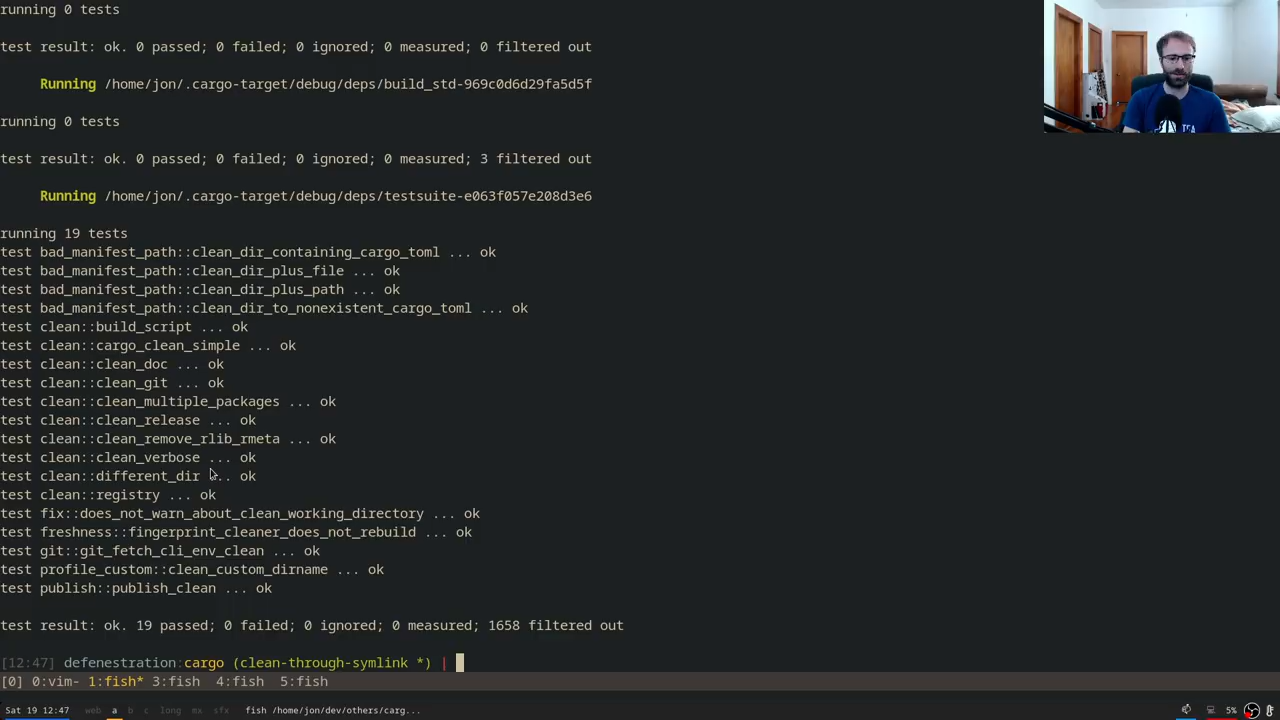 running 0 tests
test result: ok. 0 passed; 0 failed; 0 ignored; 0 measured; 0 filtered out
Running /home/jon/.cargo-target/debug/deps/build_std-969c0d6d29fa5d5f
running 0 tests
test result: ok. 0 passed; 0 failed; 0 ignored; 0 measured; 3 filtered out
Running /home/jon/.cargo-target/debug/deps/testsuite-e063f057e208d3e6
running 19 tests
test bad_manifest_path::clean_dir_containing_cargo_toml ... ok
test bad_manifest_path::clean_dir_plus_file ... ok
test bad_manifest_path::clean_dir_plus_path ... ok
test bad_manifest_path::clean_dir_to_nonexistent_cargo_toml ... ok
test clean::build_script ... ok
test clean::cargo_clean_simple ... ok
test clean::clean_doc ... ok
test clean::clean_git ... ok
test clean::clean_multiple_packages ... ok
test clean::clean_release ... ok
test clean::clean_remove_rlib_rmeta ... ok
test clean::clean_verbose ... ok
test clean::different_dir ... ok
test clean::registry ... ok
test fix::does_not_warn_about_clean_working_directory ... ok
test freshness::fingerprint_cleaner_does_not_rebuild ... ok
test git::git_fetch_cli_env_clean ... ok
test profile_custom::clean_custom_dirname ... ok
test publish::publish_clean ... ok
test result: ok. 19 passed; 0 failed; 0 ignored; 0 measured; 1658 filtered out
[12:47] defenestration:cargo (clean-through-symlink *) |
[0] 0:vim- 1:fish* 3:fish 4:fish 5:fish
Sat 19 12:47 web a b c long mx sfx fish /home/jon/dev/others/carg... 5%